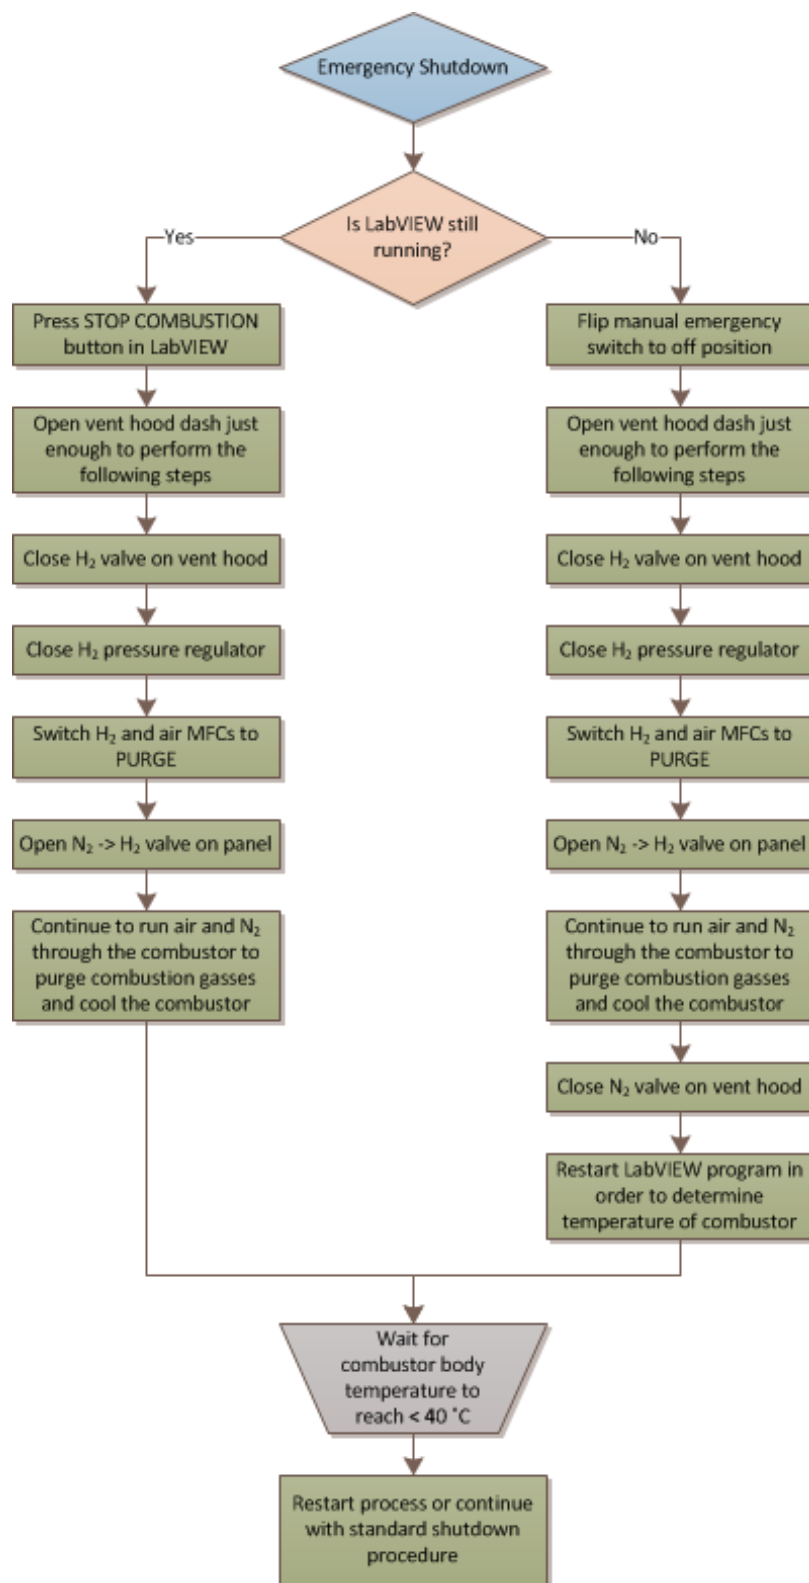 Emergency Shutdown
Is LabVIEW still
running?
Yes
No
Press STOP COMBUSTION
button in LabVIEW
Open vent hood dash just
enough to perform the
following steps
Close H₂ valve on vent hood
Close H₂ pressure regulator
Switch H₂ and air MFCs to
PURGE
Open N₂ -> H₂ valve on panel
Continue to run air and N₂
through the combustor to
purge combustion gasses
and cool the combustor
Flip manual emergency
switch to off position
Open vent hood dash just
enough to perform the
following steps
Close H₂ valve on vent hood
Close H₂ pressure regulator
Switch H₂ and air MFCs to
PURGE
Open N₂ -> H₂ valve on panel
Continue to run air and N₂
through the combustor to
purge combustion gasses
and cool the combustor
Close N₂ valve on vent hood
Restart LabVIEW program in
order to determine
temperature of combustor
Wait for
combustor body
temperature to
reach < 40 ˚C
Restart process or continue
with standard shutdown
procedure